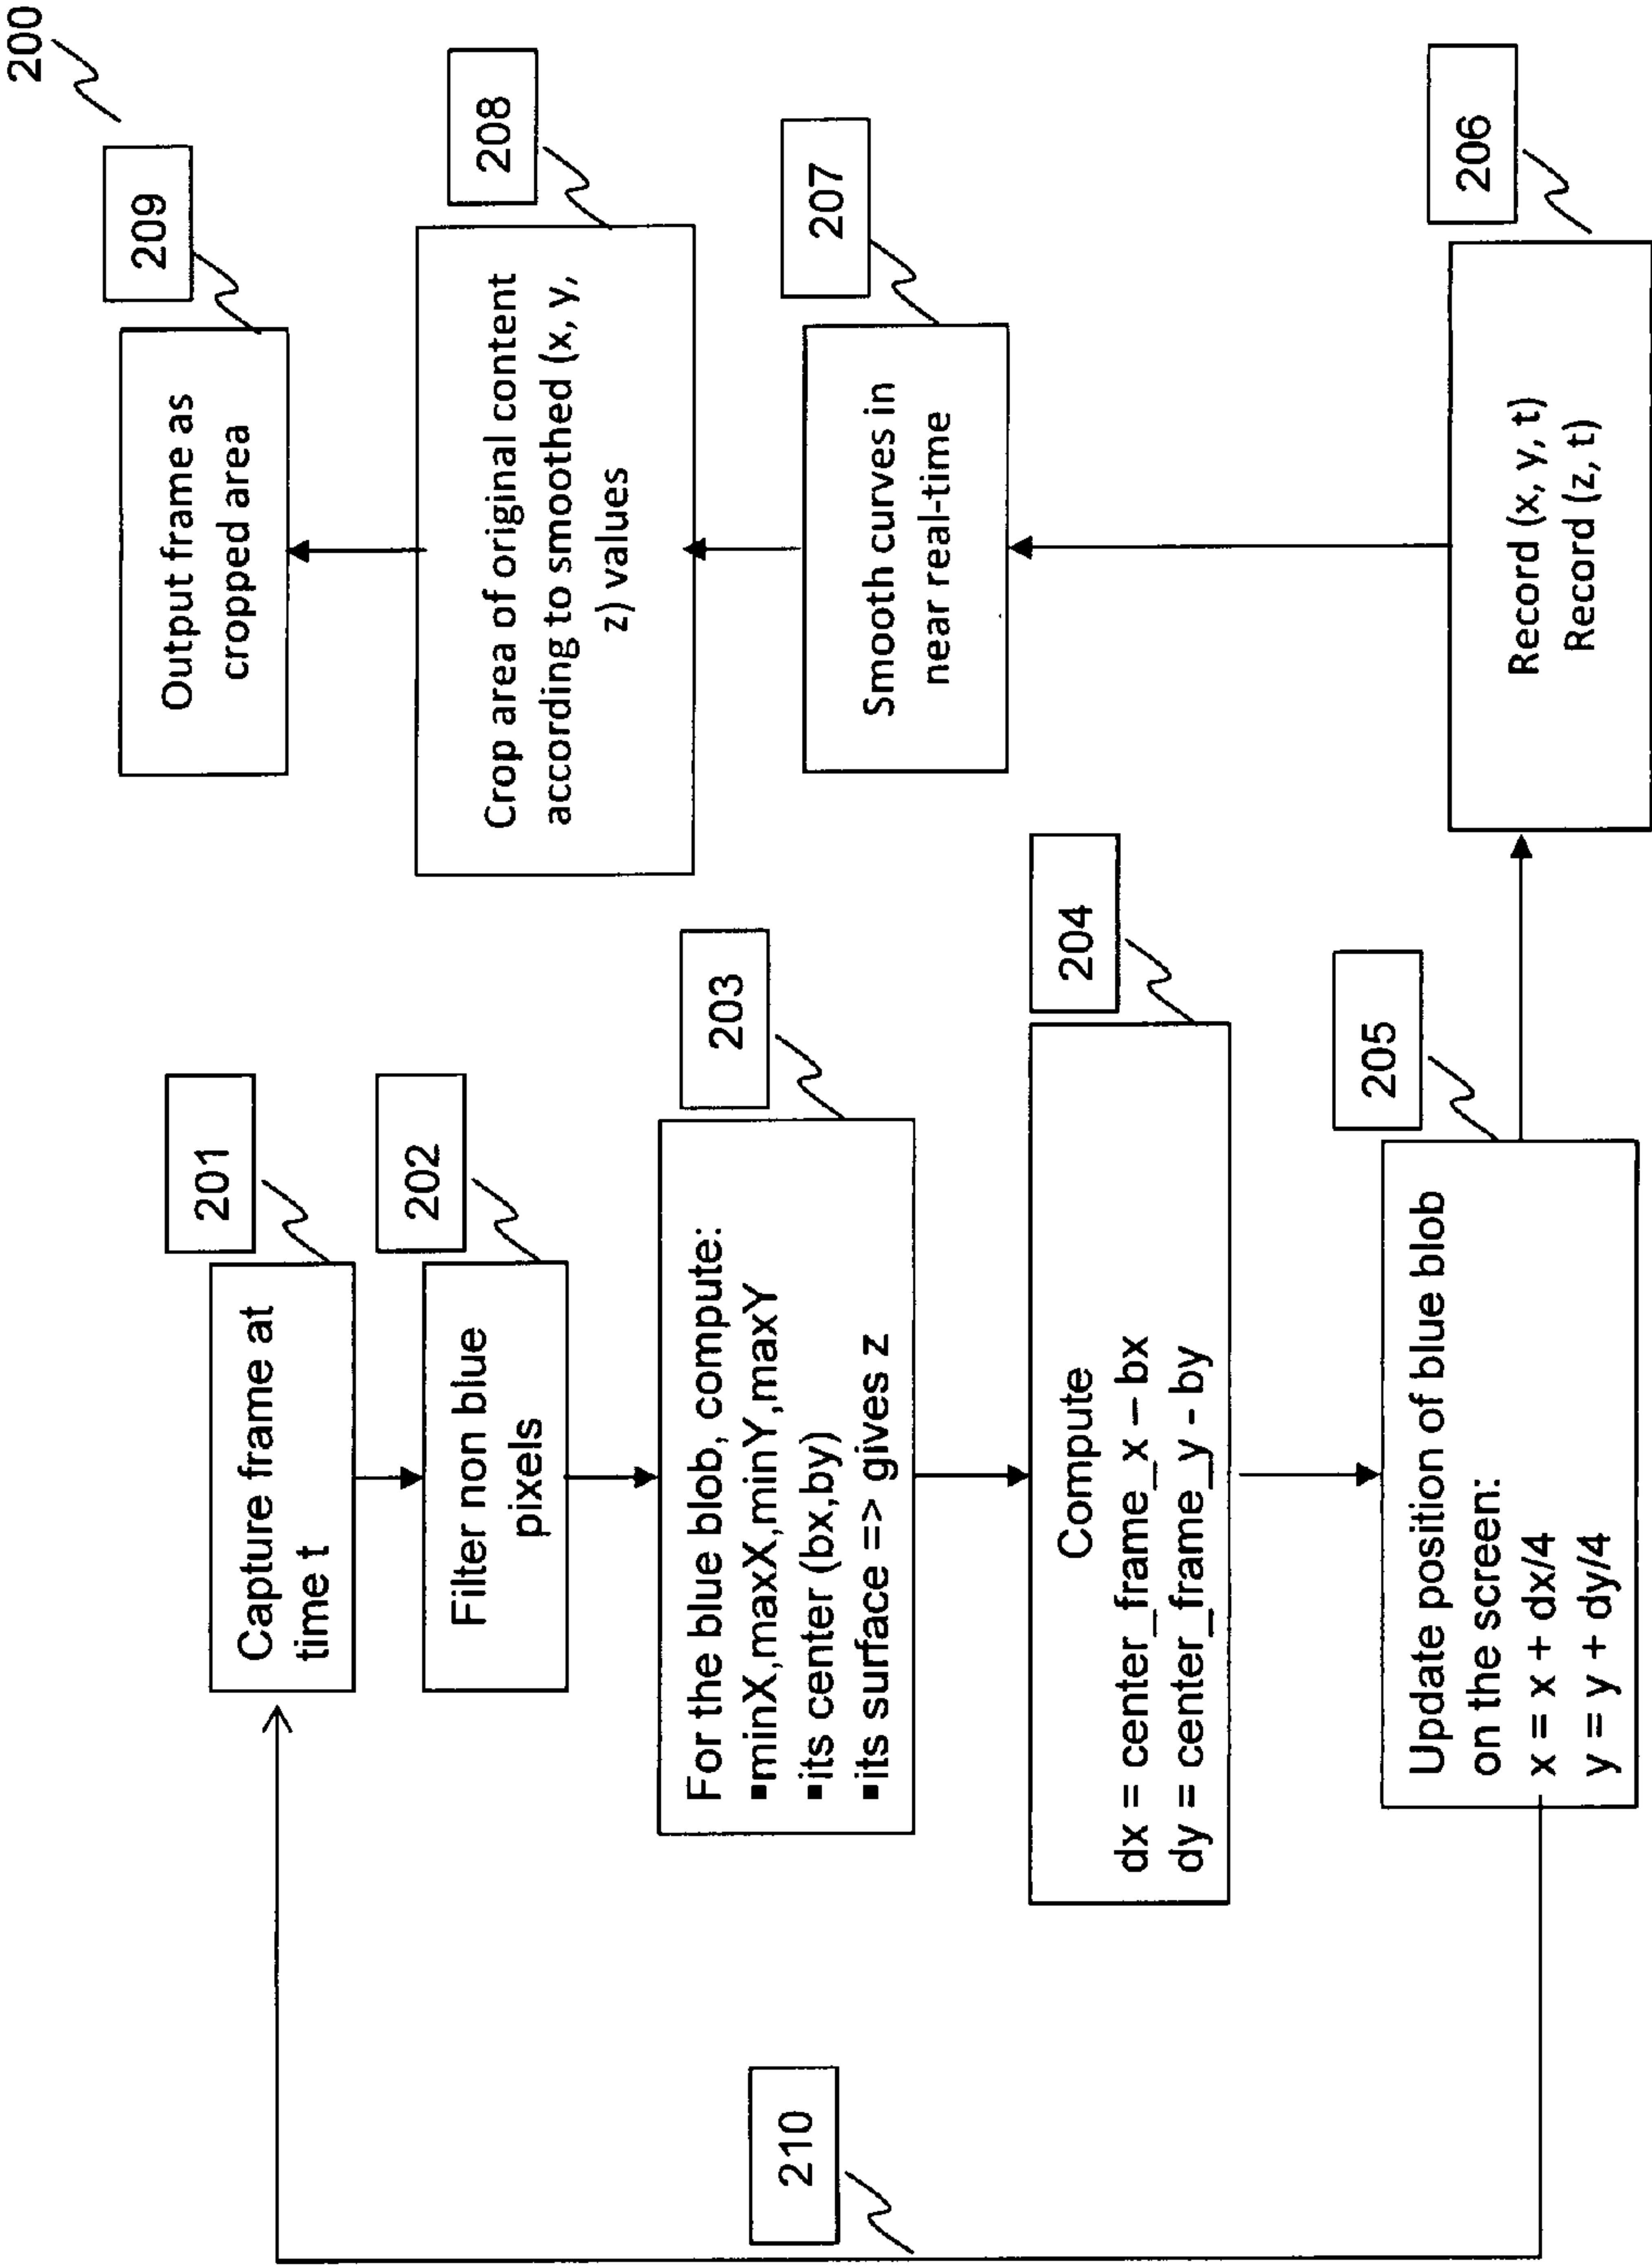 200
201
Capture frame at
time t
202
Filter non blue
pixels
203
For the blue blob, compute:
▪minX,maxX,minY,maxY
▪its center (bx,by)
▪its surface => gives z
204
Compute
dx = center_frame_x – bx
dy = center_frame_y - by
205
Update position of blue blob
on the screen:
x = x + dx/4
y = y + dy/4
210
206
Record (x, y, t)
Record (z, t)
207
Smooth curves in
near real-time
208
Crop area of original content
according to smoothed (x, y,
z) values
209
Output frame as
cropped area